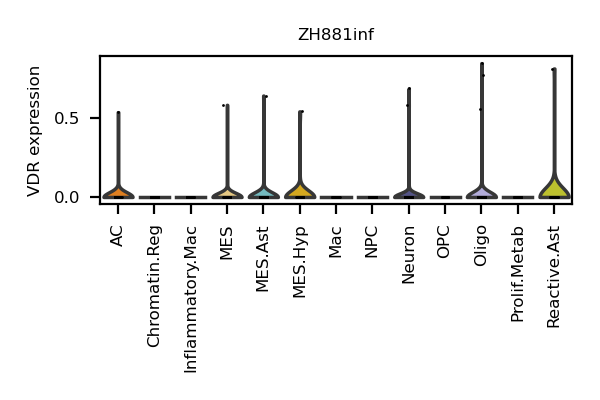 ZH881inf
VDR expression
0.5
0.0
AC
Chromatin.Reg
Inflammatory.Mac
MES
MES.Ast
MES.Hyp
Mac
NPC
Neuron
OPC
Oligo
Prolif.Metab
Reactive.Ast